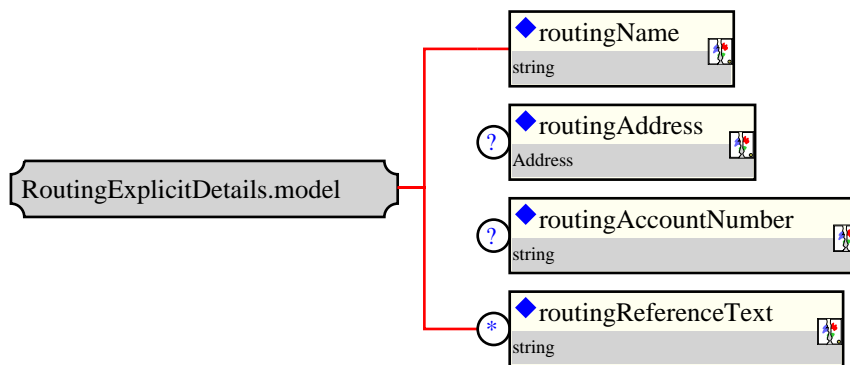 routingName
string
?
routingAddress
Address
RoutingExplicitDetails.model
?
routingAccountNumber
string
*
routingReferenceText
string